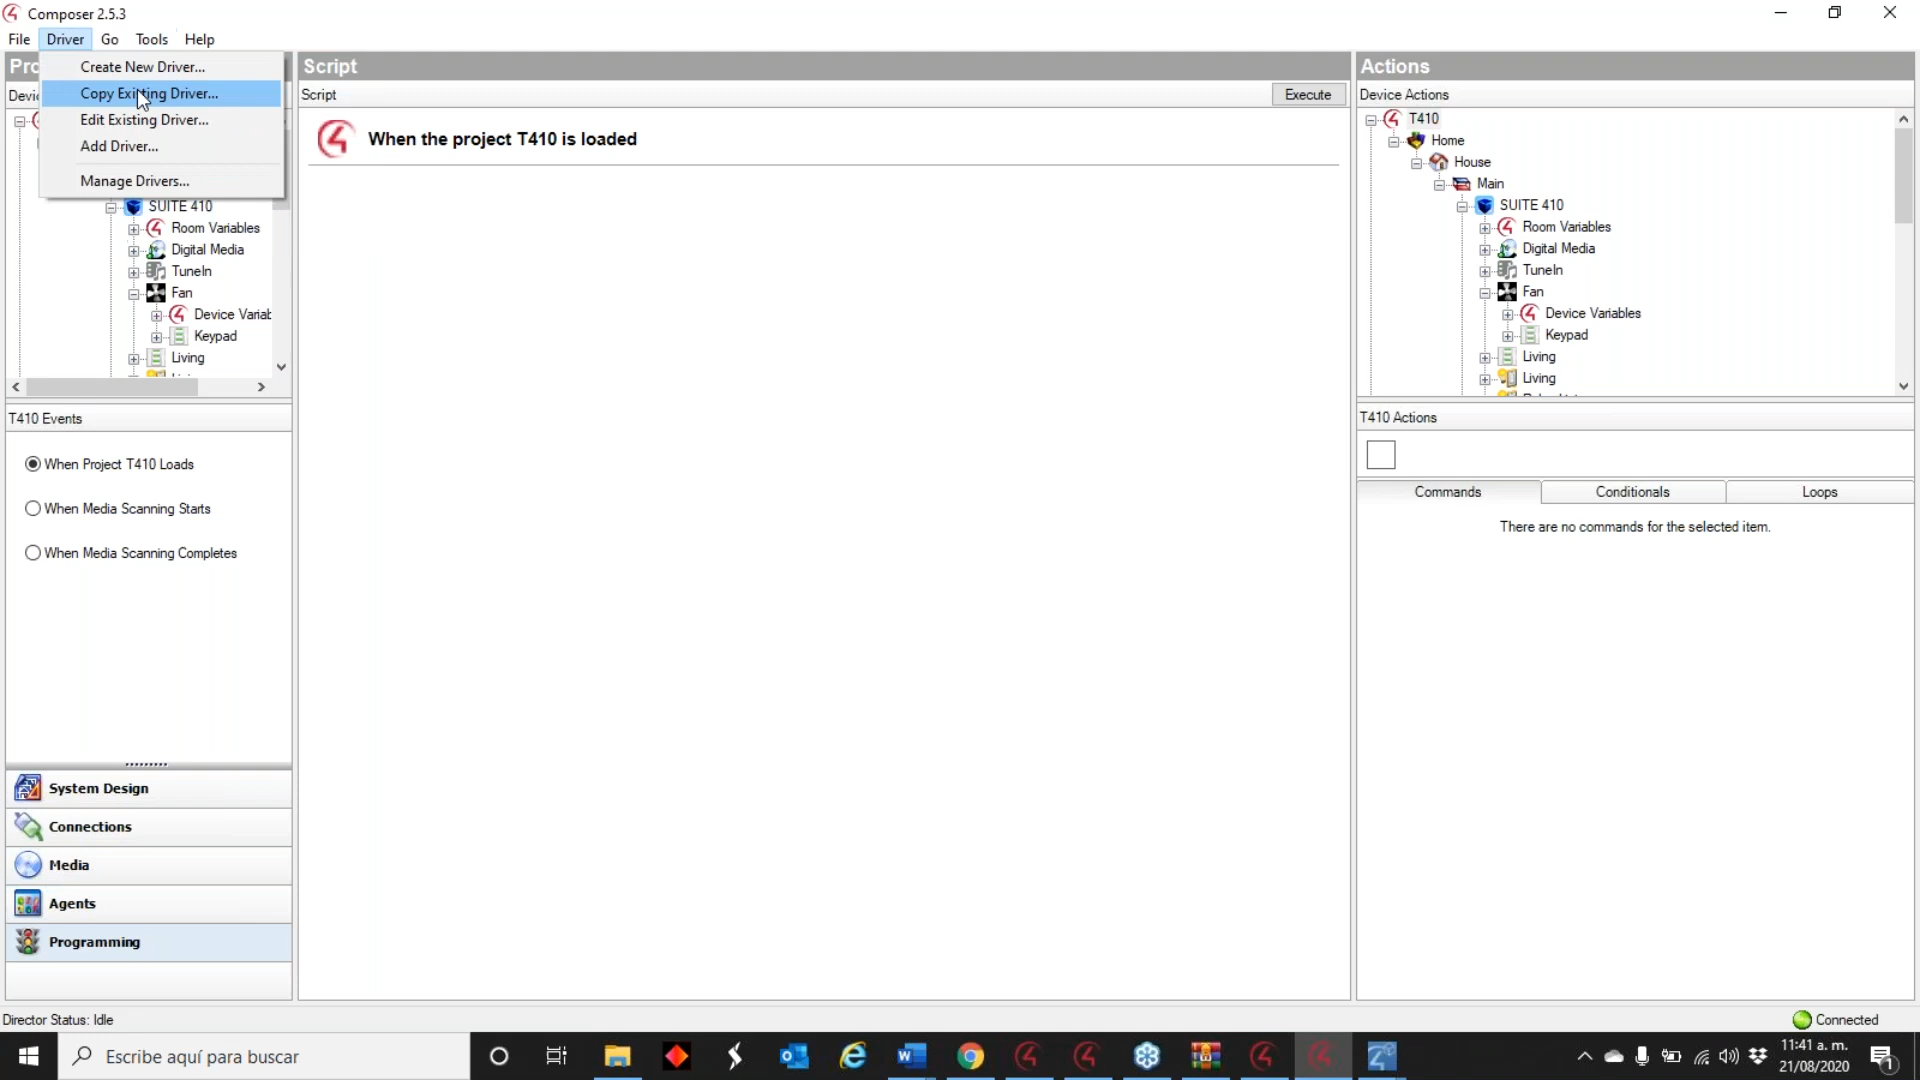 Composer 2.5.3
File Driver Go Tools Help
Create New Driver...
Copy Existing Driver...
Edit Existing Driver...
Add Driver...
Manage Drivers...
SUITE 410
Room Variables
Digital Media
TuneIn
Fan
Device Variab
Keypad
Living
T410 Events
When Project T410 Loads
When Media Scanning Starts
When Media Scanning Completes
System Design
Connections
Media
Agents
Programming
Script
Script
Execute
When the project T410 is loaded
Actions
Device Actions
T410
Home
House
Main
SUITE 410
Room Variables
Digital Media
TuneIn
Fan
Device Variables
Keypad
Living
Living
T410 Actions
Commands Conditionals Loops
There are no commands for the selected item.
Director Status: Idle
Connected
Escribe aquí para buscar
11:41 a. m.
21/08/2020
1